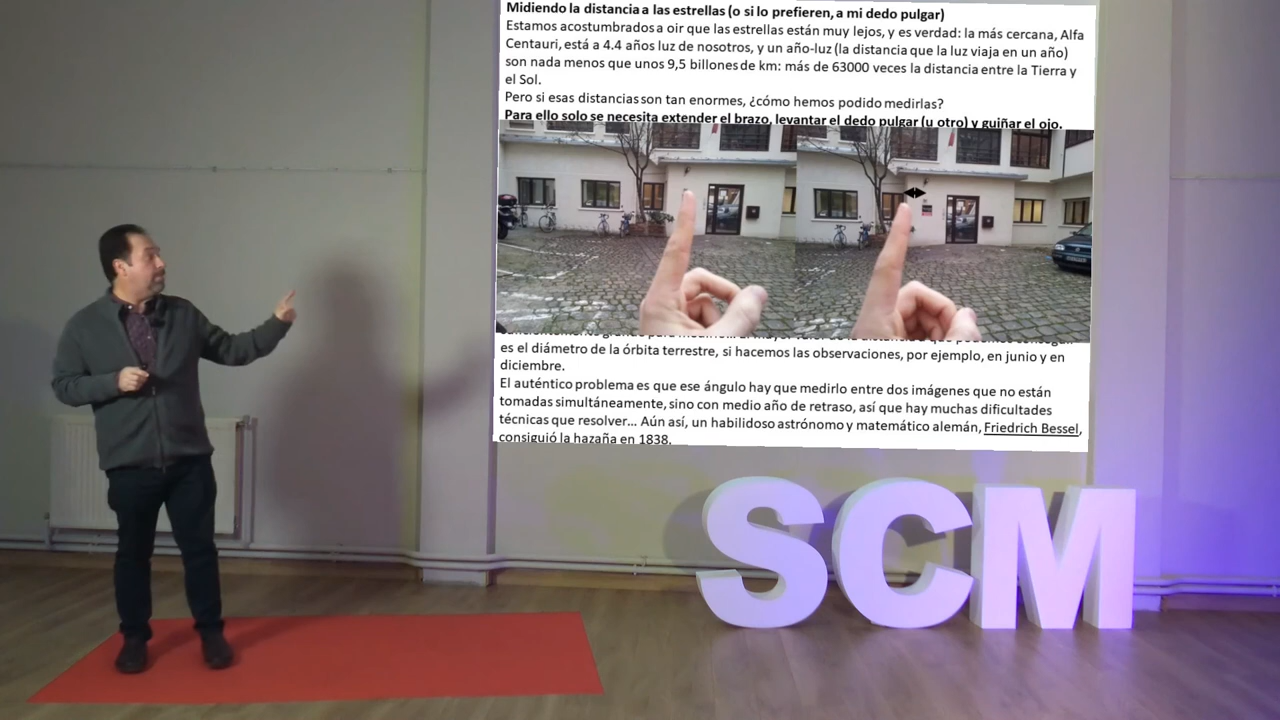 Midiendo la distancia a las estrellas (o si lo prefieren, a mi dedo pulgar)
Estamos acostumbrados a oir que las estrellas están muy lejos, y es verdad: la más cercana, Alfa
Centauri, está a 4.4 años luz de nosotros, y un año-luz (la distancia que la luz viaja en un año)
son nada menos que unos 9,5 billones de km: más de 63000 veces la distancia entre la Tierra y
el Sol.
Pero si esas distancias son tan enormes, ¿cómo hemos podido medirlas?
Para ello solo se necesita extender el brazo, levantar el dedo pulgar (u otro) y guiñar el ojo.
es el diámetro de la órbita terrestre, si hacemos las observaciones, por ejemplo, en junio y en
diciembre.
El auténtico problema es que ese ángulo hay que medirlo entre dos imágenes que no están
tomadas simultáneamente, sino con medio año de retraso, así que hay muchas dificultades
técnicas que resolver... Aún así, un habilidoso astrónomo y matemático alemán, Friedrich Bessel,
consiguió la hazaña en 1838.
SCM